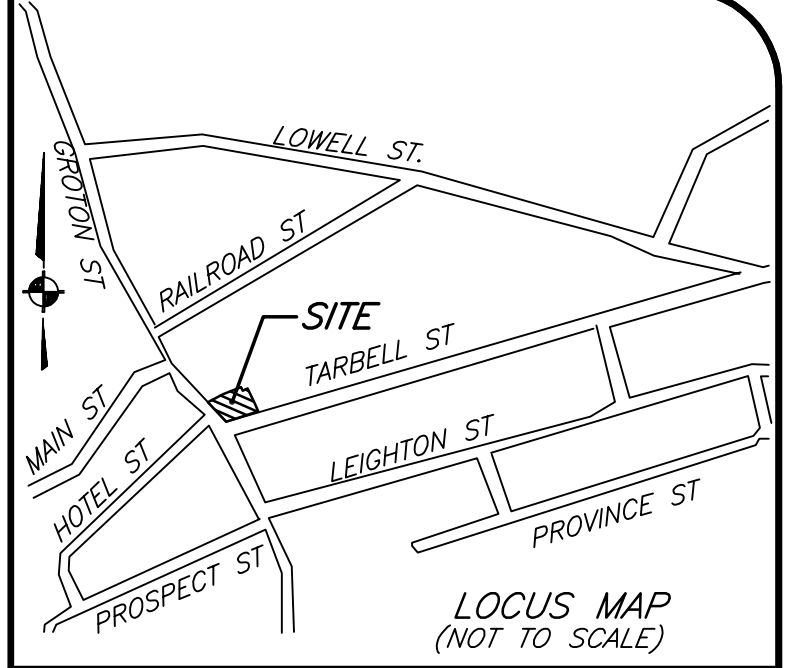 LOWELL ST.
GROTON ST
RAILROAD ST
SITE
TARBELL ST
MAIN ST
HOTEL ST
LEIGHTON ST
PROVINCE ST
PROSPECT ST
LOCUS MAP
(NOT TO SCALE)